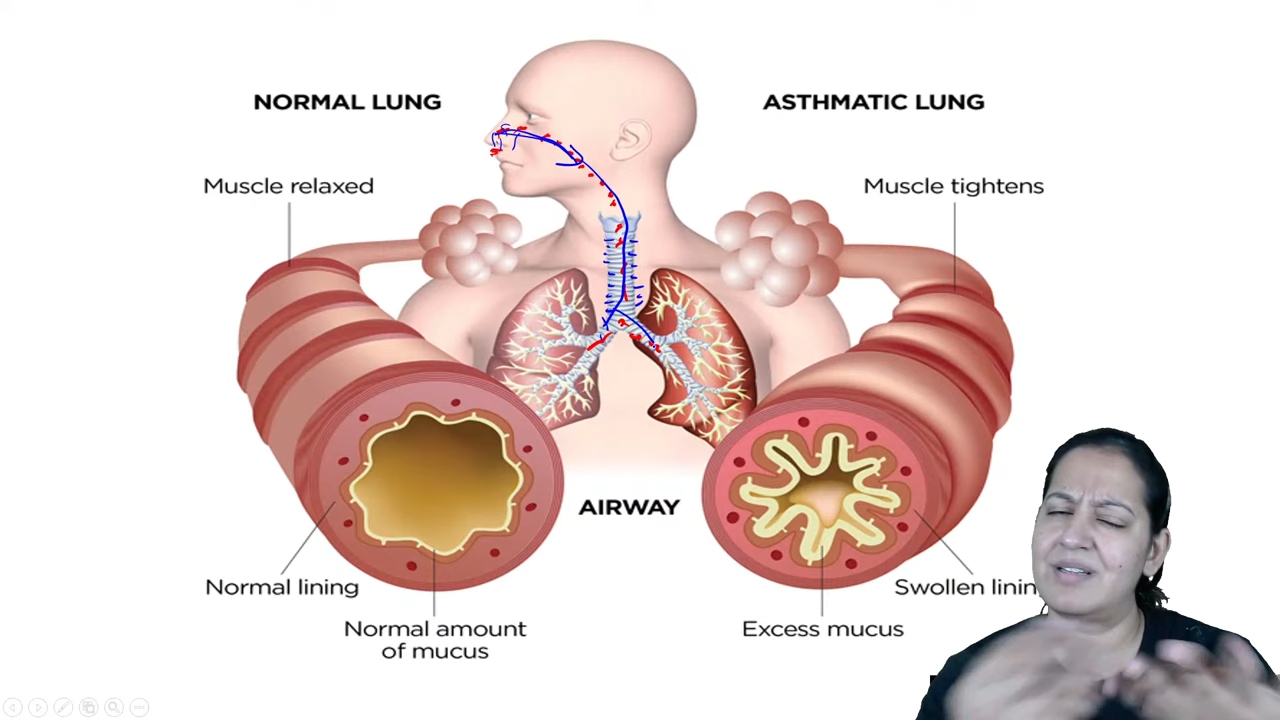 NORMAL LUNG
ASTHMATIC LUNG
Muscle relaxed
Muscle tightens
AIRWAY
Normal lining
Swollen linin
Normal amount
of mucus
Excess mucus